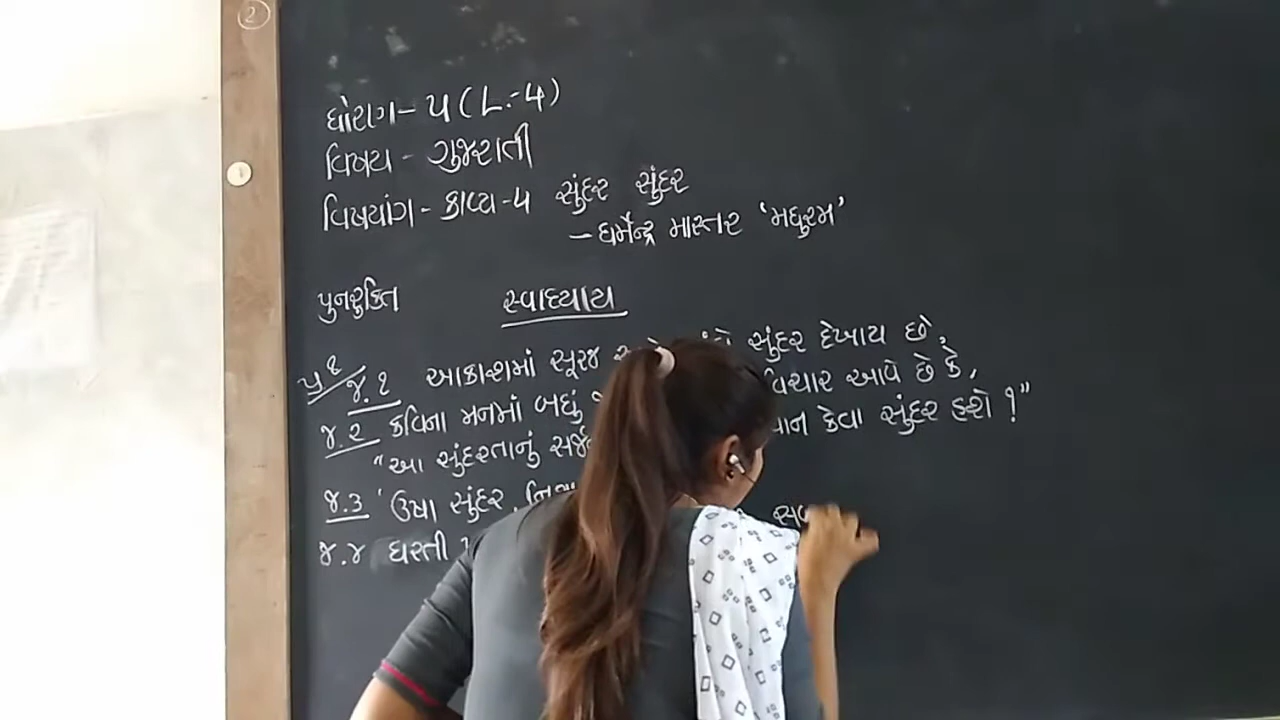 2
ધોરણ - ૫ (L.-4)
વિષય - ગુજરાતી
વિષયાંગ - કાવ્ય-૫ સુંદર સુંદર
- ધર્મેન્દ્ર માસ્તર 'મધુરમ'
પુનરુક્તિ સ્વાધ્યાય
પ્ર ૧ જ.૧ આકાશમાં સૂરજ સુંદર દેખાય છે,
જ.૨ કવિના મનમાં બધું વિચાર આવે છે કે,
"આ સુંદરતાનું કેવા સુંદર હશે !"
જ.૩ 'ઉષા સુંદર,
જ.૪ ધરતી